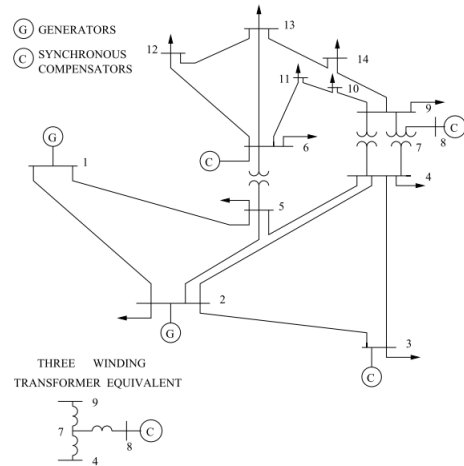 G GENERATORS
C SYNCHRONOUS
COMPENSATORS
13
12
14
11
10
9
C
8
7
G
1
C
6
5
4
2
G
3
C
THREE WINDING
TRANSFORMER EQUIVALENT
9
7
C
8
4